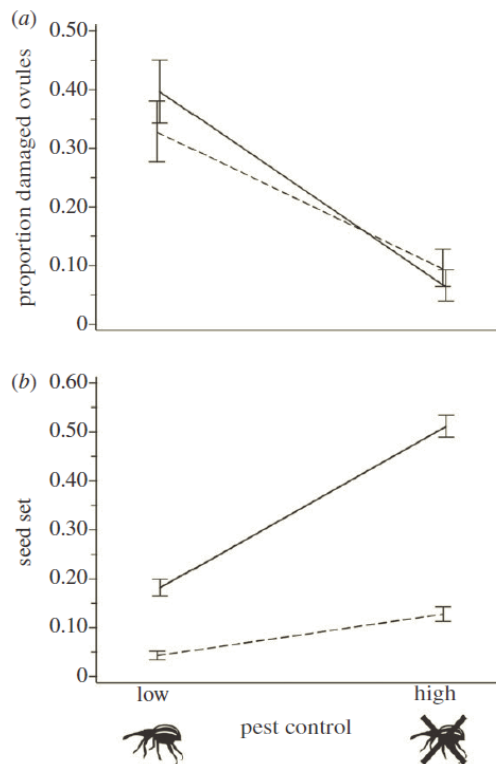 (a)
0.50
0.40
0.30
0.20
0.10
0
proportion damaged ovules
(b)
0.60
0.50
0.40
0.30
0.20
0.10
0
seed set
low high
pest control